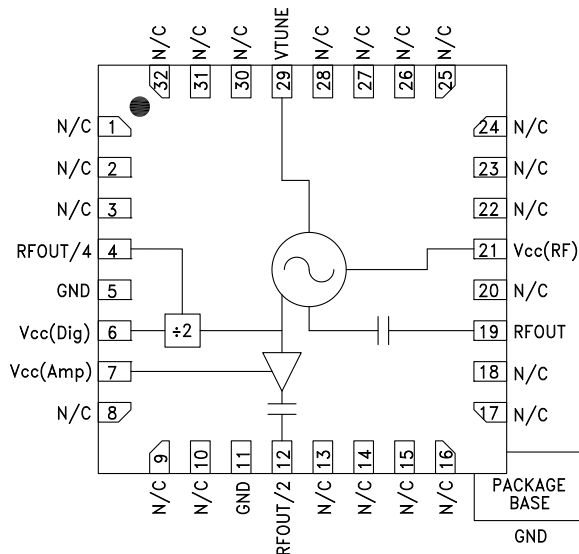 N/C
N/C
N/C
VTUNE
N/C
N/C
N/C
N/C
32
31
30
29
28
27
26
25
N/C 1
24 N/C
N/C 2
23 N/C
N/C 3
22 N/C
RFOUT/4 4
21 Vcc(RF)
GND 5
20 N/C
Vcc(Dig) 6
÷2
19 RFOUT
Vcc(Amp) 7
18 N/C
N/C 8
17 N/C
9
10
11
12
13
14
15
16
N/C
N/C
GND
RFOUT/2
N/C
N/C
N/C
N/C
PACKAGE
BASE
GND